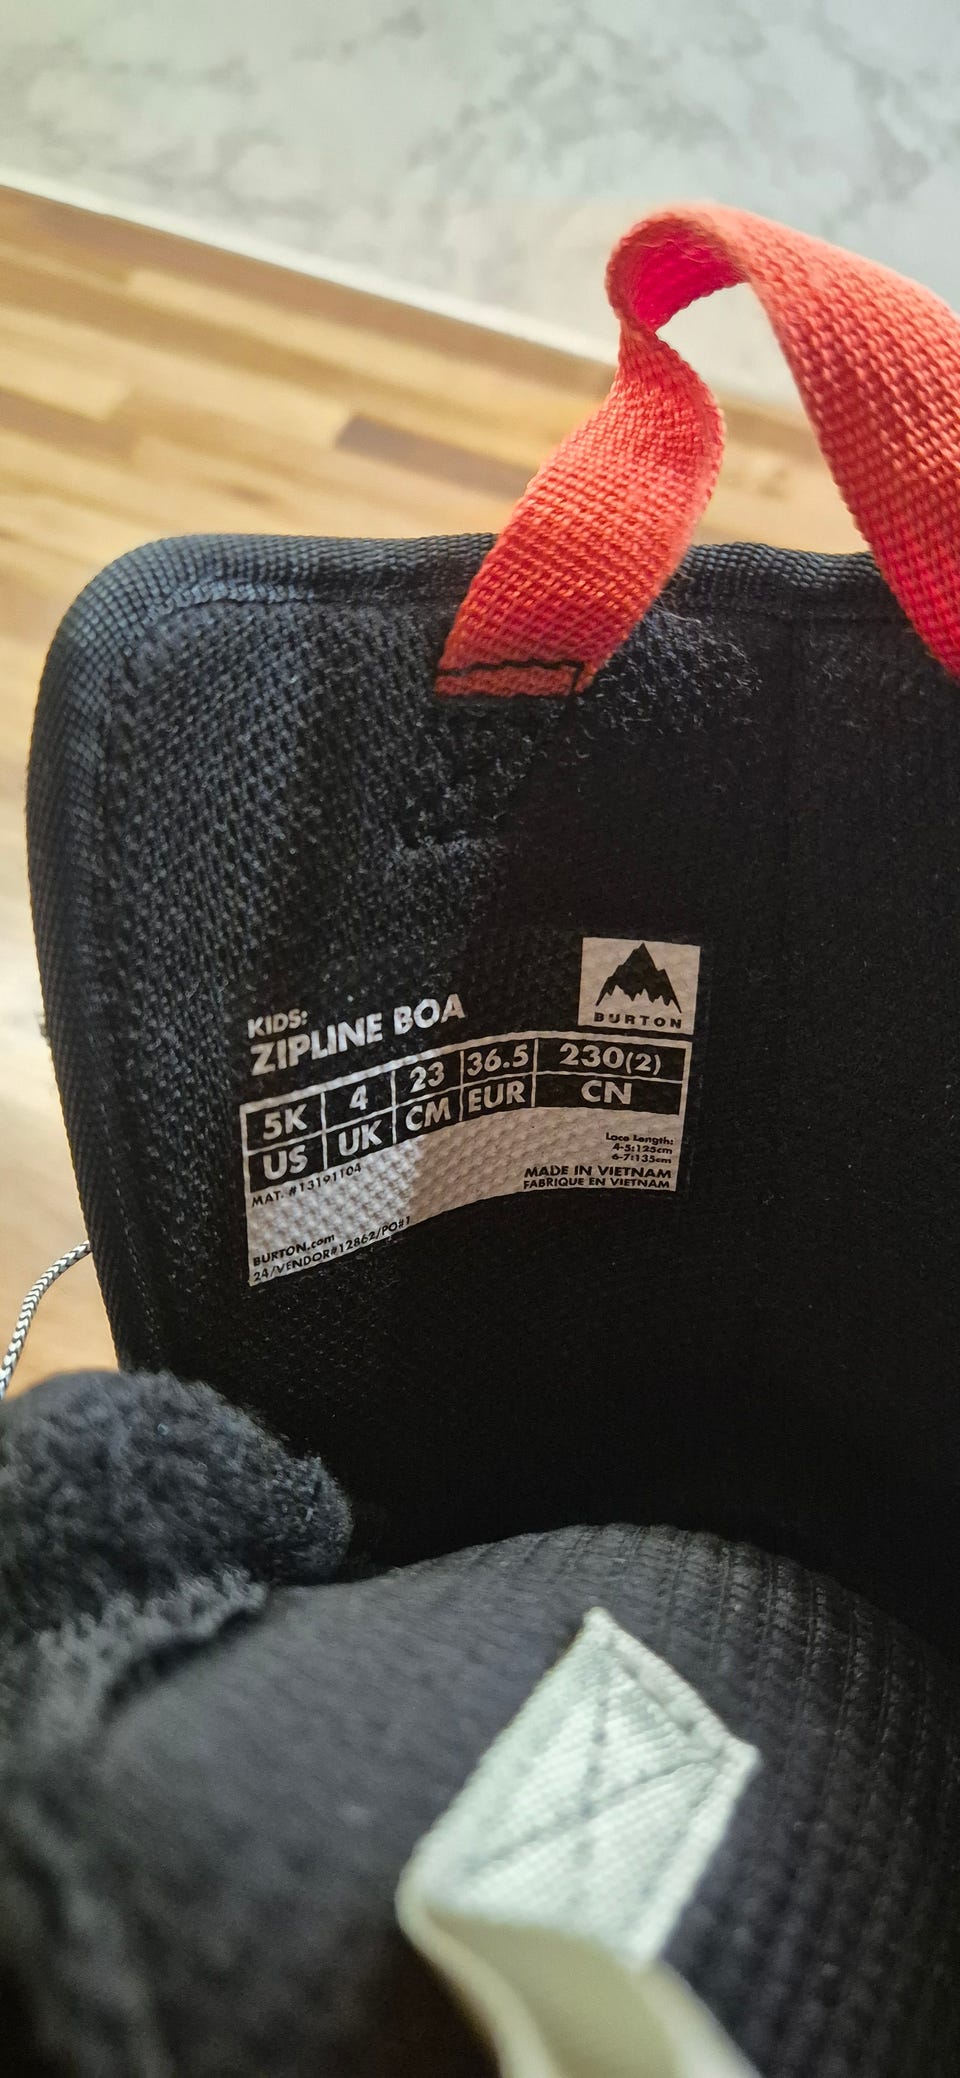 KIDS:
ZIPLINE BOA
BURTON
5K 4 23 36.5 230(2)
US UK CM EUR CN
MAT. #13191104
Lace Length:
4-5:125cm
6-7:135cm
MADE IN VIETNAM
FABRIQUE EN VIETNAM
BURTON.com
24/VENDOR#12862/PO#1